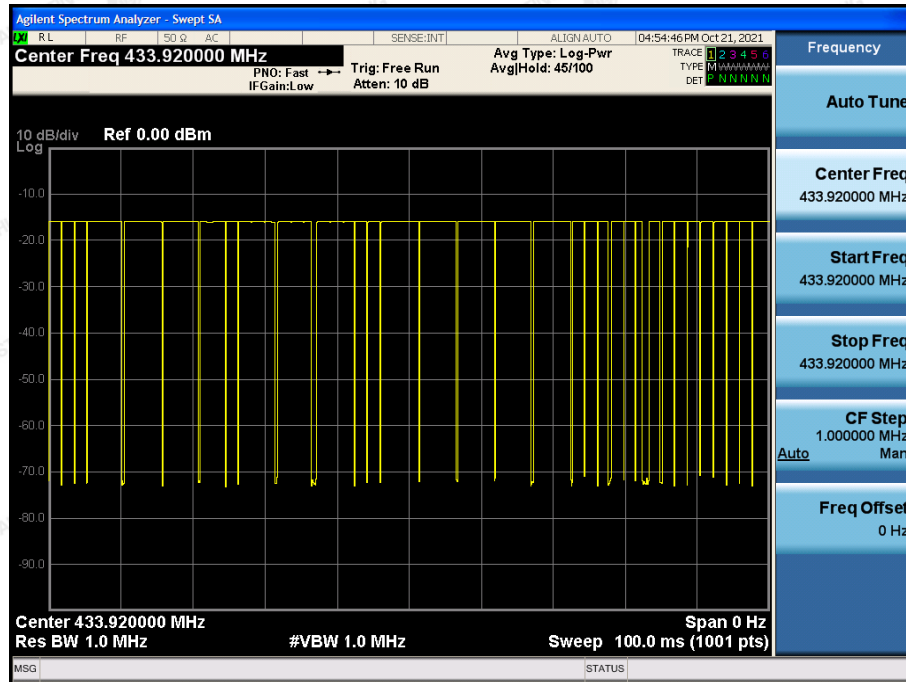 Agilent Spectrum Analyzer - Swept SA
LXI RL RF 50 Ω AC SENSE:INT ALIGN AUTO 04:54:46 PM Oct 21, 2021
Center Freq 433.920000 MHz
PNO: Fast
IFGain:Low
Trig: Free Run
Atten: 10 dB
Avg Type: Log-Pwr
Avg|Hold: 45/100
TRACE 1 2 3 4 5 6
TYPE M
DET P N N N N N
10 dB/div Ref 0.00 dBm
Log
-10.0
-20.0
-30.0
-40.0
-50.0
-60.0
-70.0
-80.0
-90.0
Center 433.920000 MHz Span 0 Hz
Res BW 1.0 MHz #VBW 1.0 MHz Sweep 100.0 ms (1001 pts)
MSG STATUS
Frequency
Auto Tune
Center Freq
433.920000 MHz
Start Freq
433.920000 MHz
Stop Freq
433.920000 MHz
CF Step
1.000000 MHz
Auto Man
Freq Offset
0 Hz